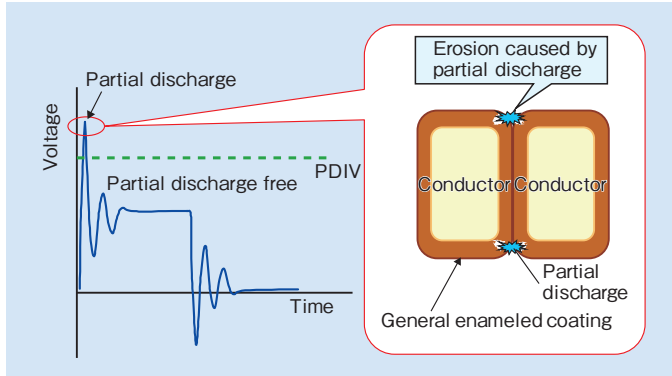 Partial discharge
Voltage
PDIV
Partial discharge free
Time
Erosion caused by
partial discharge
Conductor
Conductor
Partial
discharge
General enameled coating